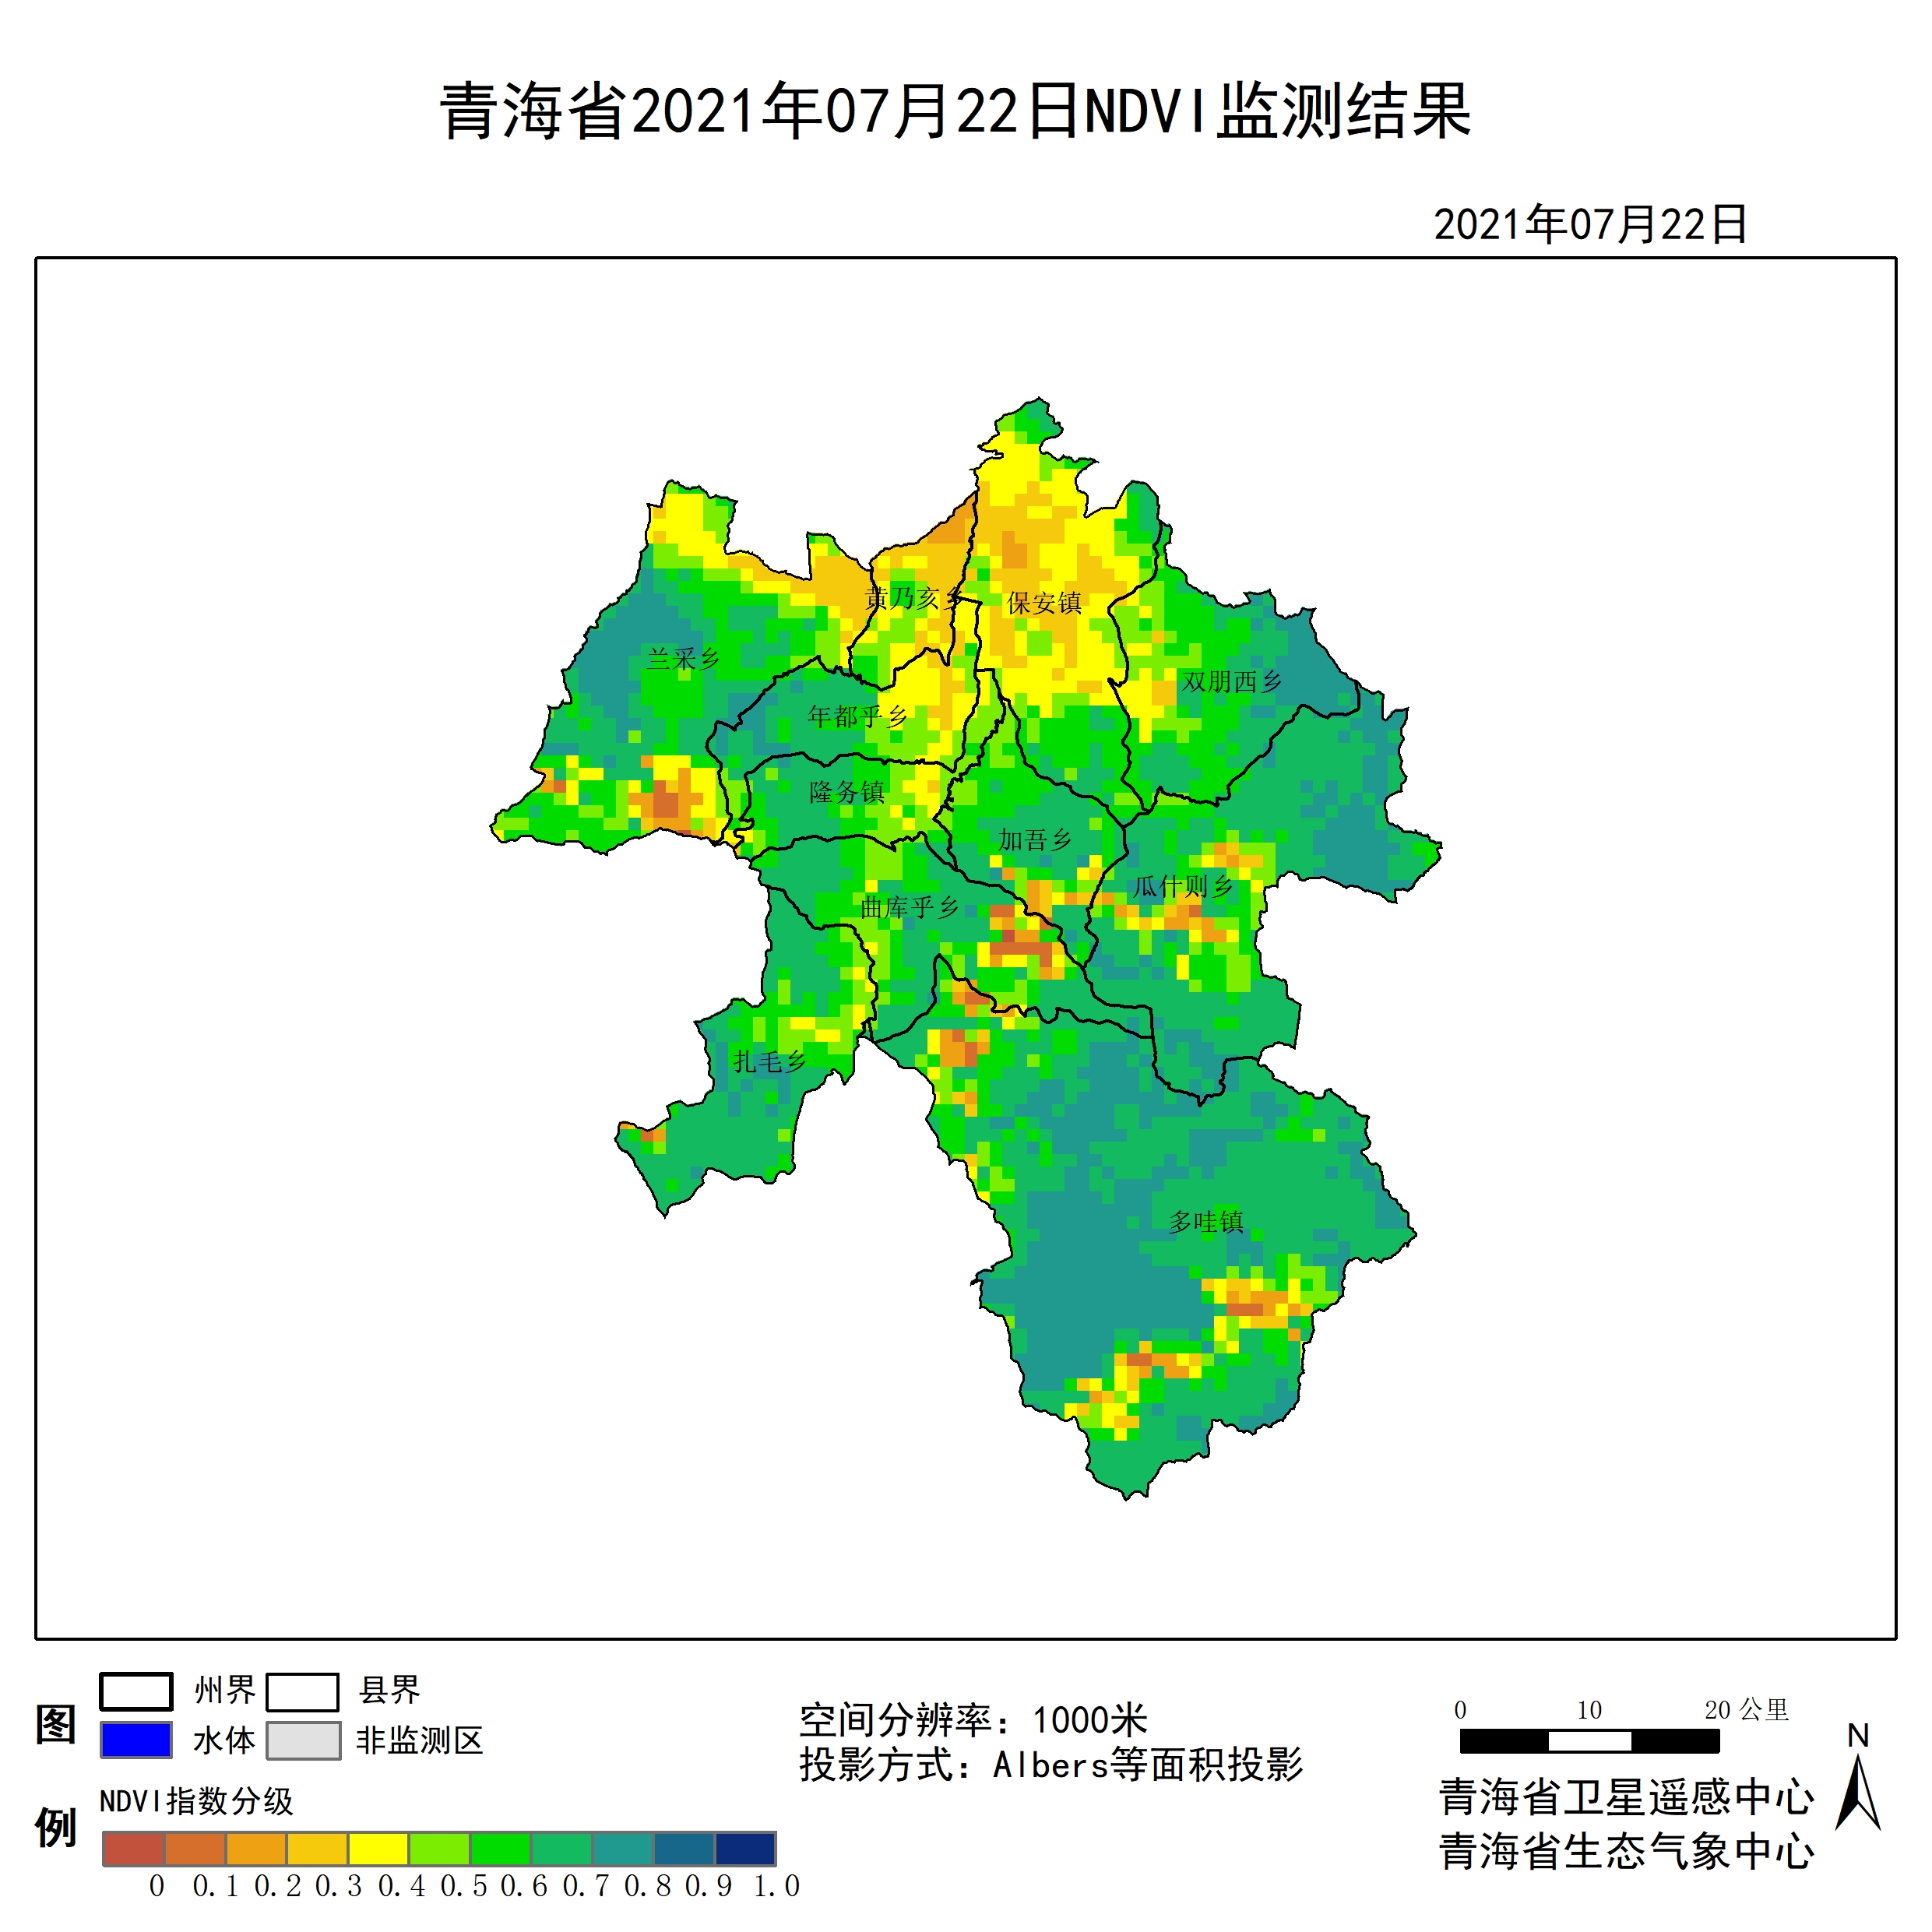 青海省2021年07月22日NDVI监测结果
2021年07月22日
黄乃亥乡
保安镇
兰采乡
双朋西乡
年都乎乡
隆务镇
加吾乡
瓜什则乡
曲库乎乡
扎毛乡
多哇镇
图例
州界 县界
水体 非监测区
NDVI指数分级
0 0.1 0.2 0.3 0.4 0.5 0.6 0.7 0.8 0.9 1.0
空间分辨率：1000米
投影方式：Albers等面积投影
0 10 20 公里
N
青海省卫星遥感中心
青海省生态气象中心